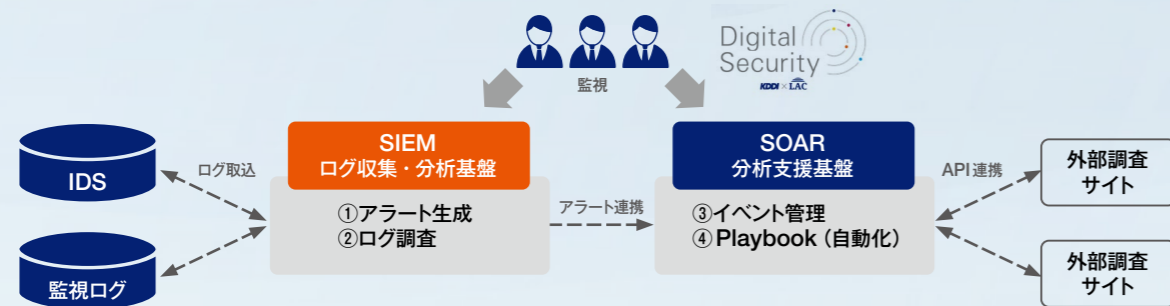 Digital
Security
KDDI × LAC
監視
SIEM
ログ収集・分析基盤
SOAR
分析支援基盤
IDS
ログ取込
①アラート生成
②ログ調査
アラート連携
③イベント管理
④Playbook（自動化）
API連携
外部調査
サイト
監視ログ
外部調査
サイト